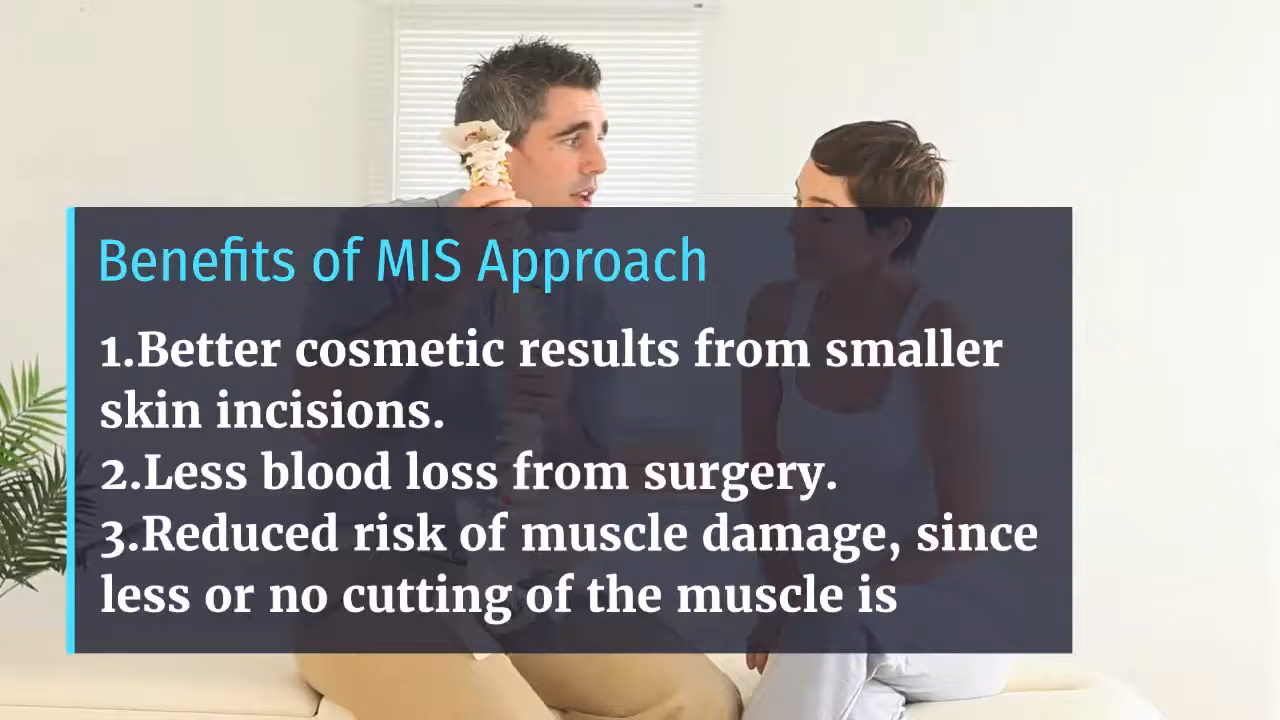 Benefits of MIS Approach
1.Better cosmetic results from smaller
skin incisions.
2.Less blood loss from surgery.
3.Reduced risk of muscle damage, since
less or no cutting of the muscle is